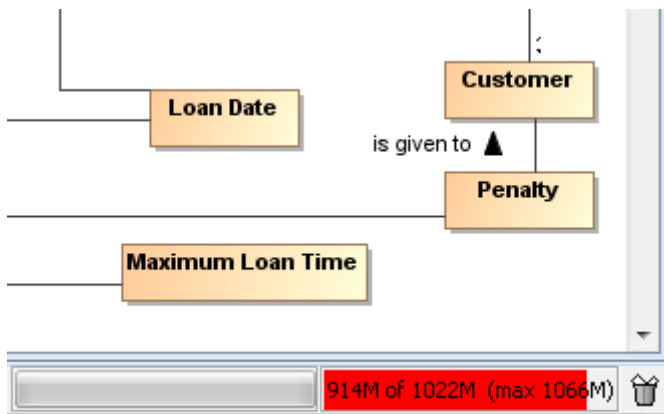 Customer
Loan Date
is given to
Penalty
Maximum Loan Time
914M of 1022M (max 1066M)